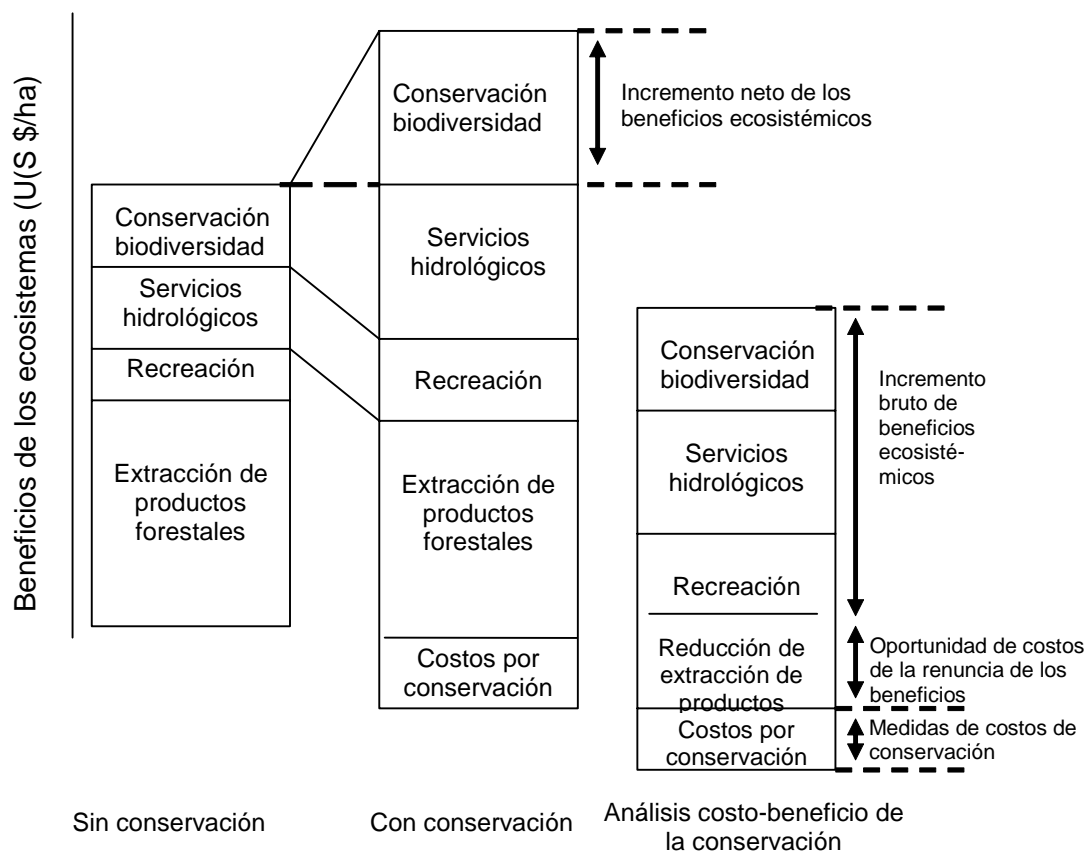 Beneficios de los ecosistemas (U(S $/ha)
Conservación
biodiversidad
Servicios
hidrológicos
Recreación
Extracción de
productos
forestales
Sin conservación
Conservación
biodiversidad
Servicios
hidrológicos
Recreación
Extracción de
productos
forestales
Costos por
conservación
Con conservación
Incremento neto de los
beneficios ecosistémicos
Conservación
biodiversidad
Servicios
hidrológicos
Recreación
Reducción de
extracción de
productos
Costos por
conservación
Análisis costo-beneficio de
la conservación
Incremento
bruto de
beneficios
ecosisté-
micos
Oportunidad de costos
de la renuncia de los
beneficios
Medidas de costos de
conservación